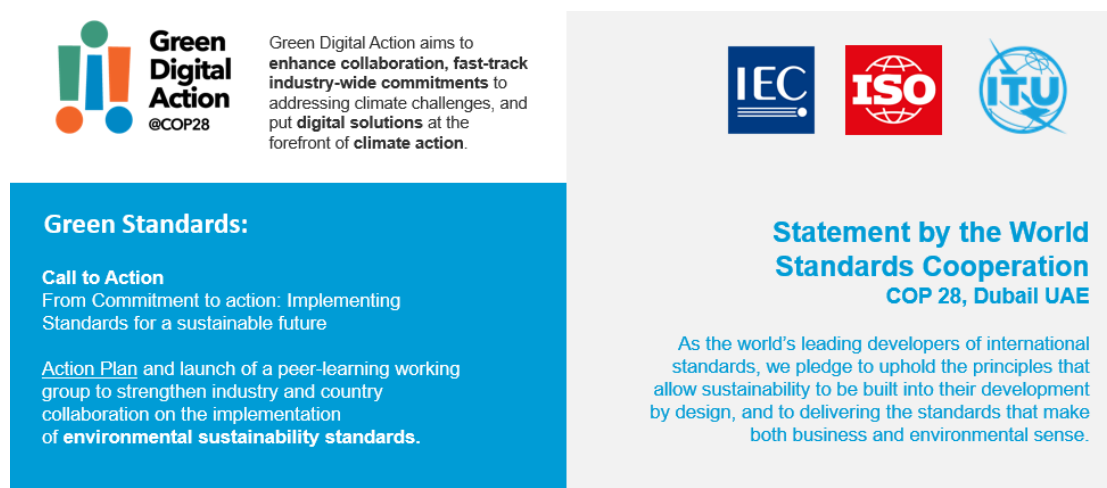 Green
Digital
Action
@COP28
Green Digital Action aims to
enhance collaboration, fast-track
industry-wide commitments to
addressing climate challenges, and
put digital solutions at the
forefront of climate action.
Green Standards:
Call to Action
From Commitment to action: Implementing
Standards for a sustainable future
Action Plan and launch of a peer-learning working
group to strengthen industry and country
collaboration on the implementation
of environmental sustainability standards.
IEC
ISO
ITU
Statement by the World
Standards Cooperation
COP 28, Dubail UAE
As the world's leading developers of international
standards, we pledge to uphold the principles that
allow sustainability to be built into their development
by design, and to delivering the standards that make
both business and environmental sense.